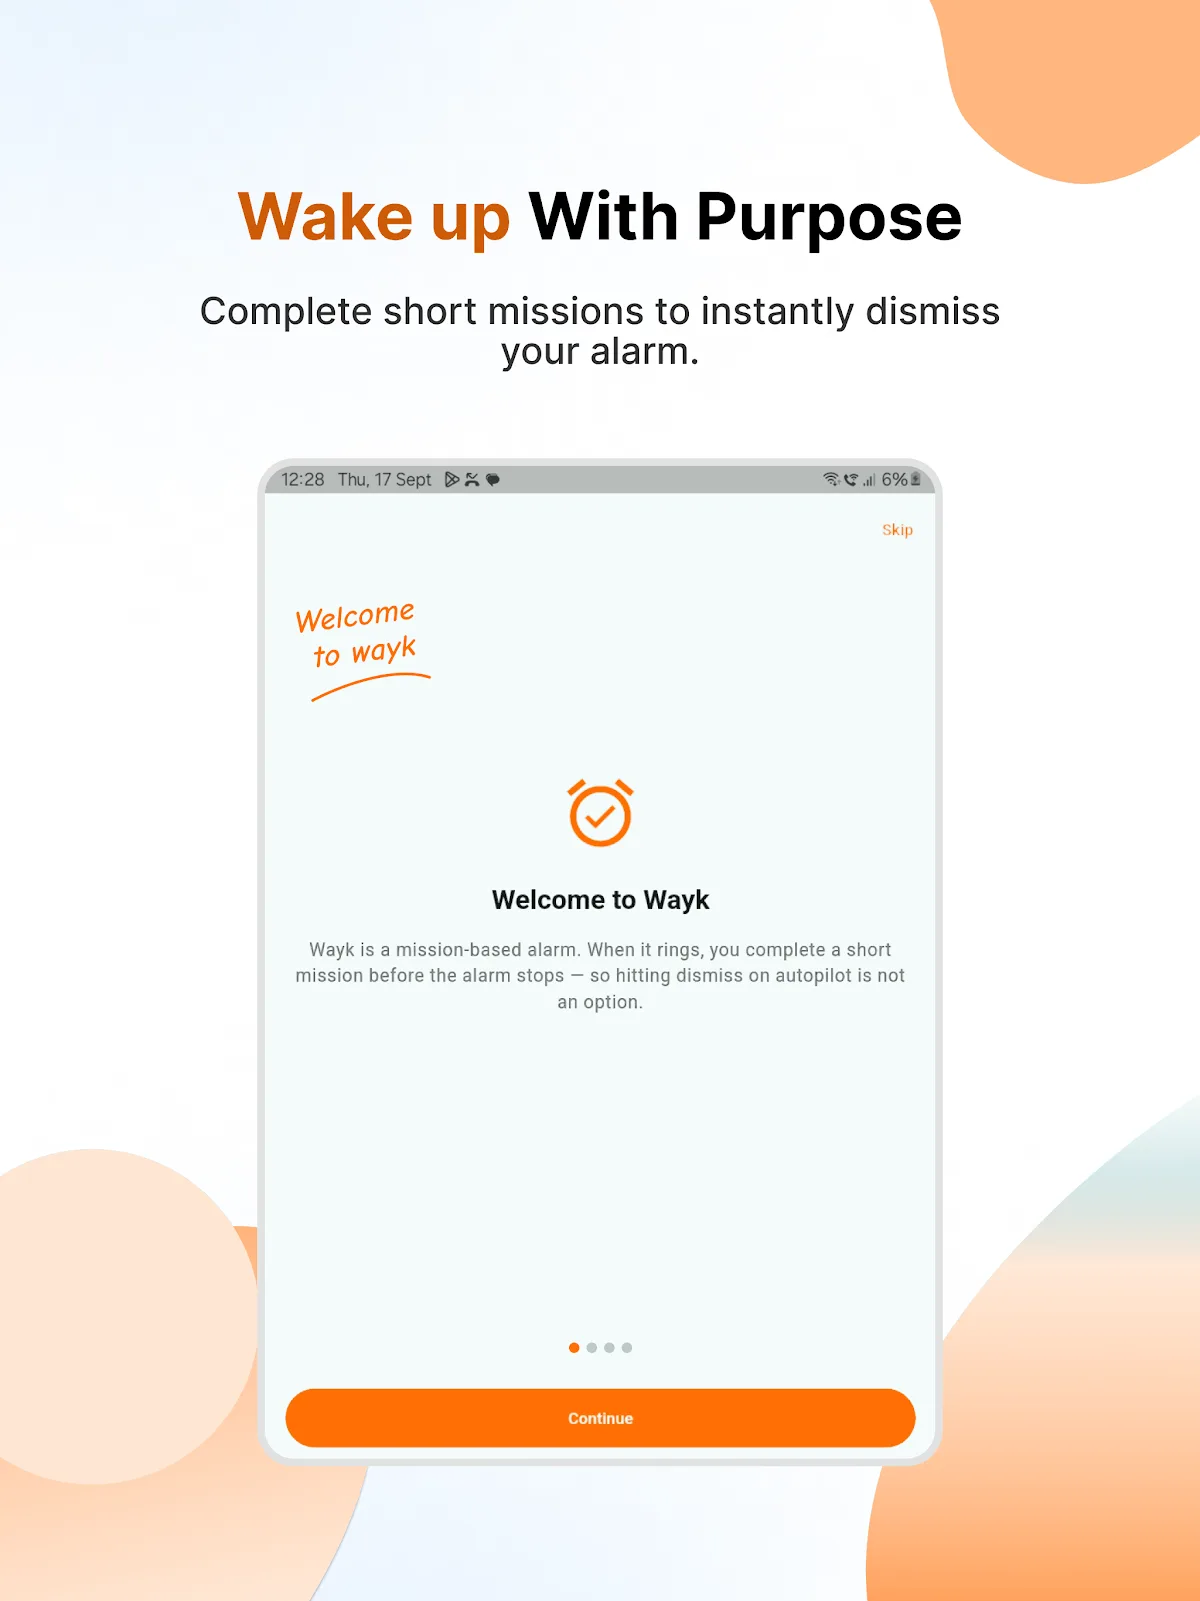 Wake up With Purpose
Complete short missions to instantly dismiss
your alarm.
12:28 Thu, 17 Sept 6%
Skip
Welcome
to wayk
Welcome to Wayk
Wayk is a mission-based alarm. When it rings, you complete a short
mission before the alarm stops — so hitting dismiss on autopilot is not
an option.
Continue